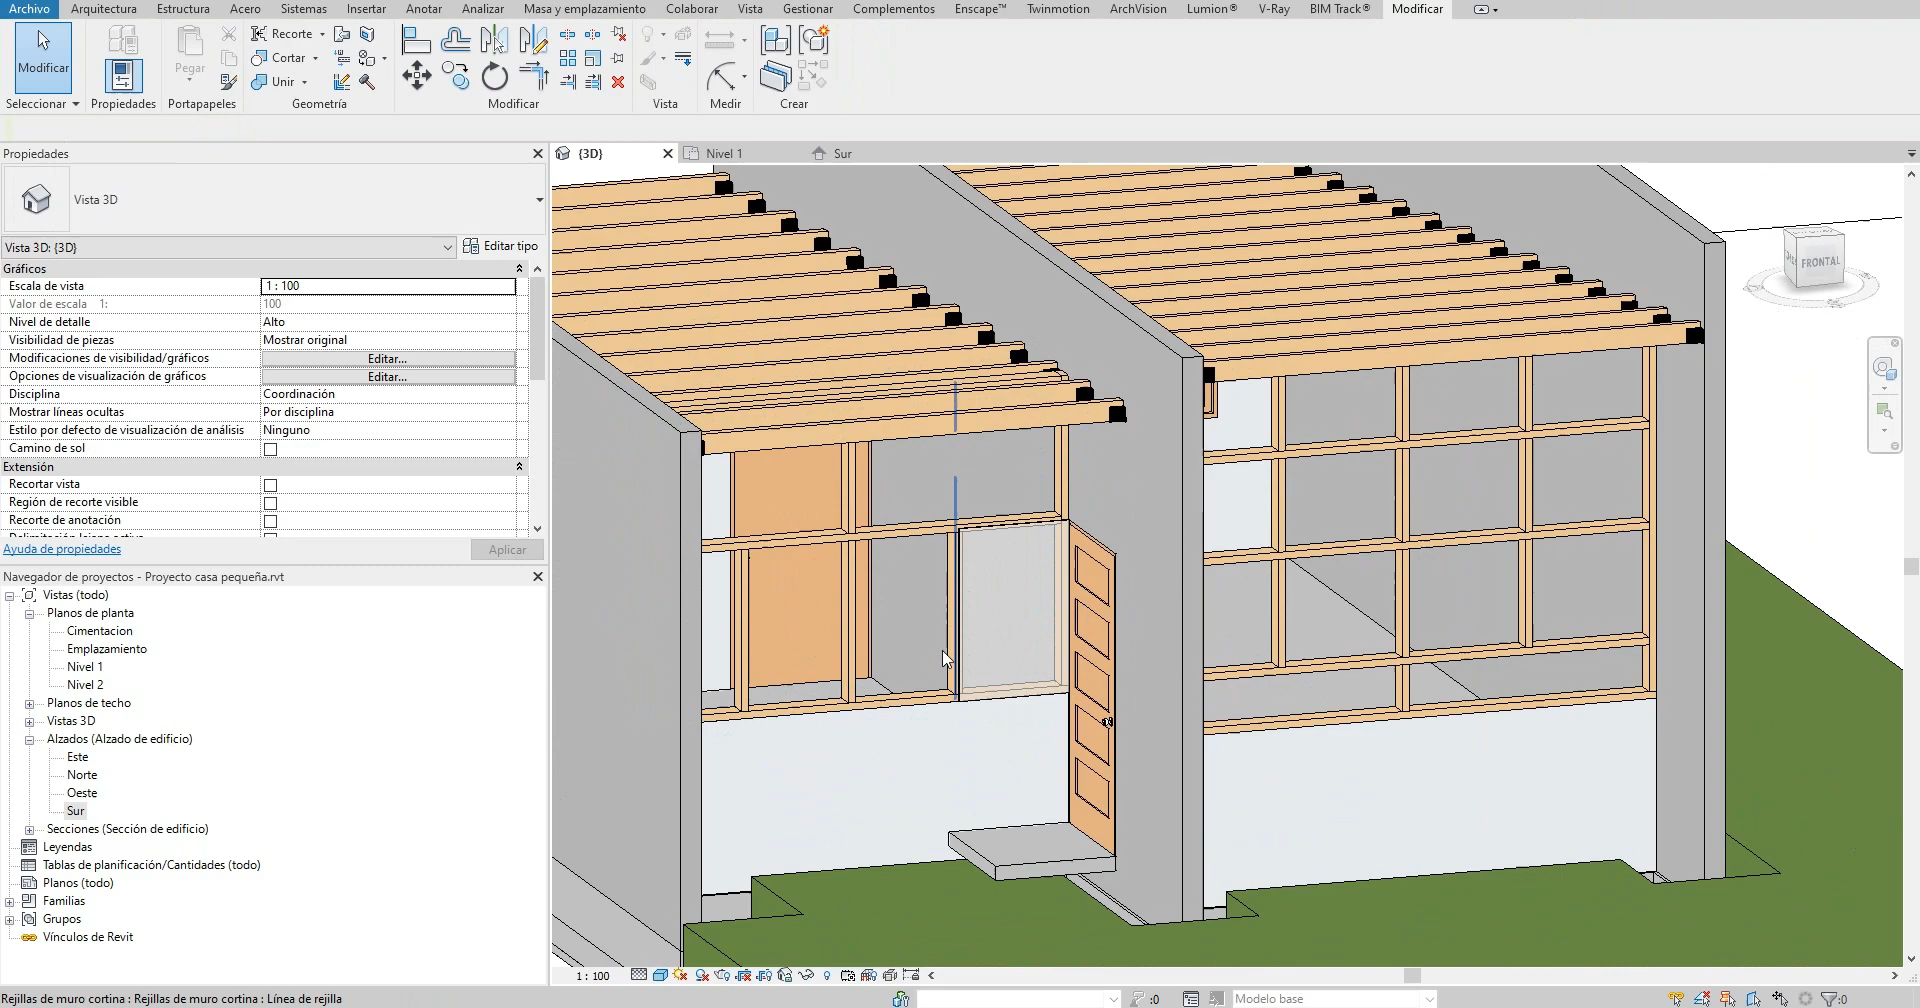 Archivo Arquitectura Estructura Acero Sistemas Insertar Anotar Analizar Masa y emplazamiento Colaborar Vista Gestionar Complementos Enscape™ Twinmotion ArchVision Lumion® V-Ray BIM Track® Modificar
Modificar
Pegar
Recorte
Cortar
Unir
Seleccionar Propiedades Portapapeles Geometría Modificar Vista Medir Crear
Propiedades
{3D} Nivel 1 Sur
Vista 3D
Vista 3D: {3D} Editar tipo
Gráficos
Escala de vista 1 : 100
Valor de escala 1: 100
Nivel de detalle Alto
Visibilidad de piezas Mostrar original
Modificaciones de visibilidad/gráficos Editar...
Opciones de visualización de gráficos Editar...
Disciplina Coordinación
Mostrar líneas ocultas Por disciplina
Estilo por defecto de visualización de análisis Ninguno
Camino de sol
Extensión
Recortar vista
Región de recorte visible
Recorte de anotación
Ayuda de propiedades Aplicar
Navegador de proyectos - Proyecto casa pequeña.rvt
Vistas (todo)
Planos de planta
Cimentacion
Emplazamiento
Nivel 1
Nivel 2
Planos de techo
Vistas 3D
Alzados (Alzado de edificio)
Este
Norte
Oeste
Sur
Secciones (Sección de edificio)
Leyendas
Tablas de planificación/Cantidades (todo)
Planos (todo)
Familias
Grupos
Vínculos de Revit
FRONTAL
1 : 100
Rejillas de muro cortina : Rejillas de muro cortina : Línea de rejilla
:0
Modelo base
:0